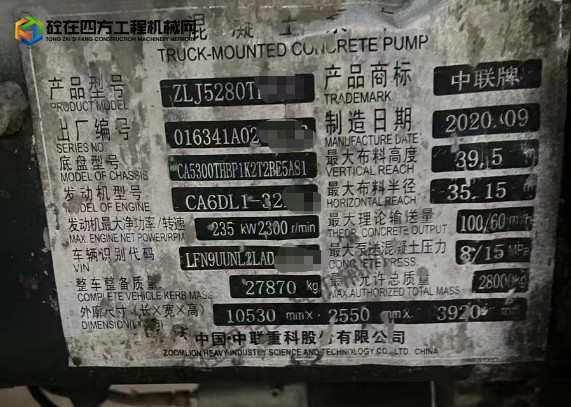 砼在四方工程机械网
TONG ZAI SI FANG CONSTRUCTION MACHINERY NETWORK
混凝土泵车
TRUCK-MOUNTED CONCRETE PUMP
产品型号 ZLJ5280T
PRODUCT MODEL
产品商标 中联牌
TRADEMARK
出厂编号 016341A02
SERIES NO
制造日期 2020.09
MANUFACTURE DATE
底盘型号 CA5300THBP1K2T2BE5A81
MODEL OF CHASSIS
最大布料高度 39.5 m
VERTICAL REACH
发动机型号 CA6DL1-32
MODEL OF ENGINE
最大布料半径 35.15 m
HORIZONTAL REACH
发动机最大净功率/转速 235 kW2300 r/min
MAX. ENGINE NET POWER/RPM
最大理论输送量 100/60 m³/h
THEOR. CONCRETE OUTPUT
车辆识别代码 LFN9UUNL2LAD
VIN
最大泵送混凝土压力 8/15 MPa
CONCRETE PRESS.
整车整备质量 27870 kg
COMPLETE VEHICLE KERB MASS
最大允许总质量 28000kg
MAX. AUTHORIZED TOTAL MASS
外廓尺寸(长×宽×高) 10530 mm× 2550 mm× 3920
DIMENSION(L×W×H)
中国·中联重科股份有限公司
ZOOMLION HEAVY INDUSTRY SCIENCE AND TECHNOLOGY CO., LTD. CHINA